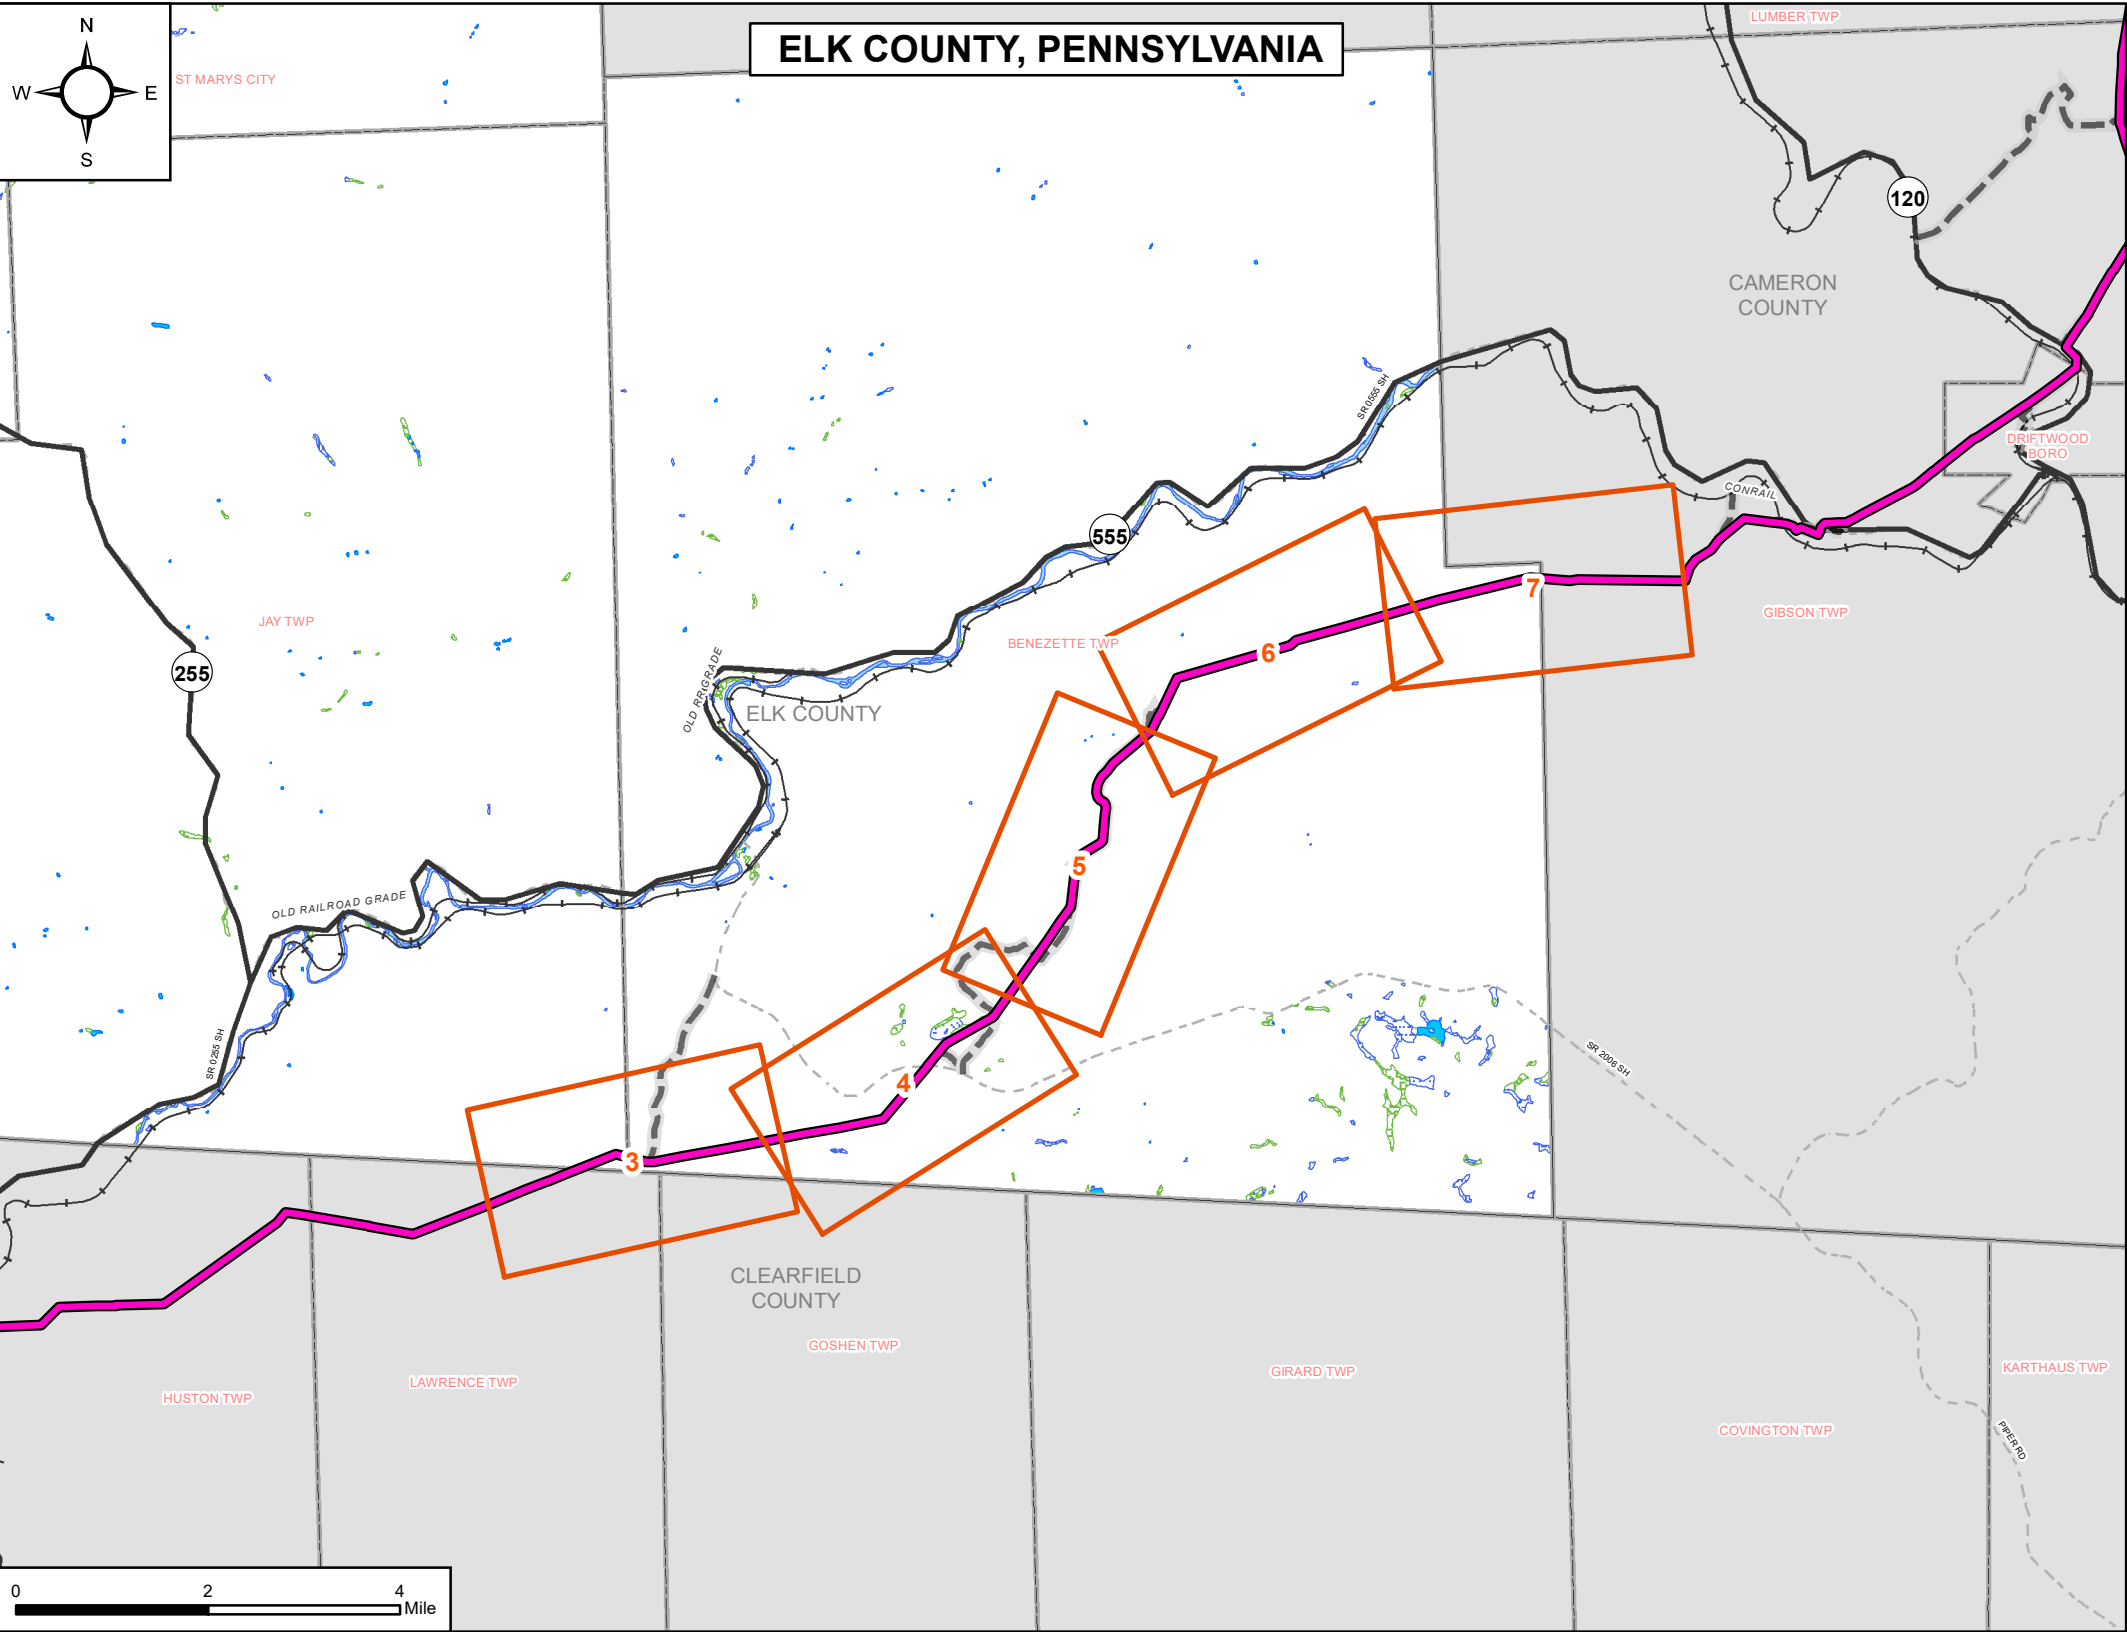 ELK COUNTY, PENNSYLVANIA
LUMBER TWP
N
W
E
S
ST MARYS CITY
120
CAMERON
COUNTY
SR 0555 SH
DRIFTWOOD
BORO
CONRAIL
555
7
GIBSON TWP
JAY TWP
BENEZETTE TWP
6
255
OLD RR GRADE
ELK COUNTY
5
OLD RAILROAD GRADE
SR 0255 SH
SR 2006 SH
4
3
CLEARFIELD
COUNTY
GOSHEN TWP
GIRARD TWP
KARTHAUS TWP
LAWRENCE TWP
HUSTON TWP
COVINGTON TWP
PIPER RD
0
2
4
Mile